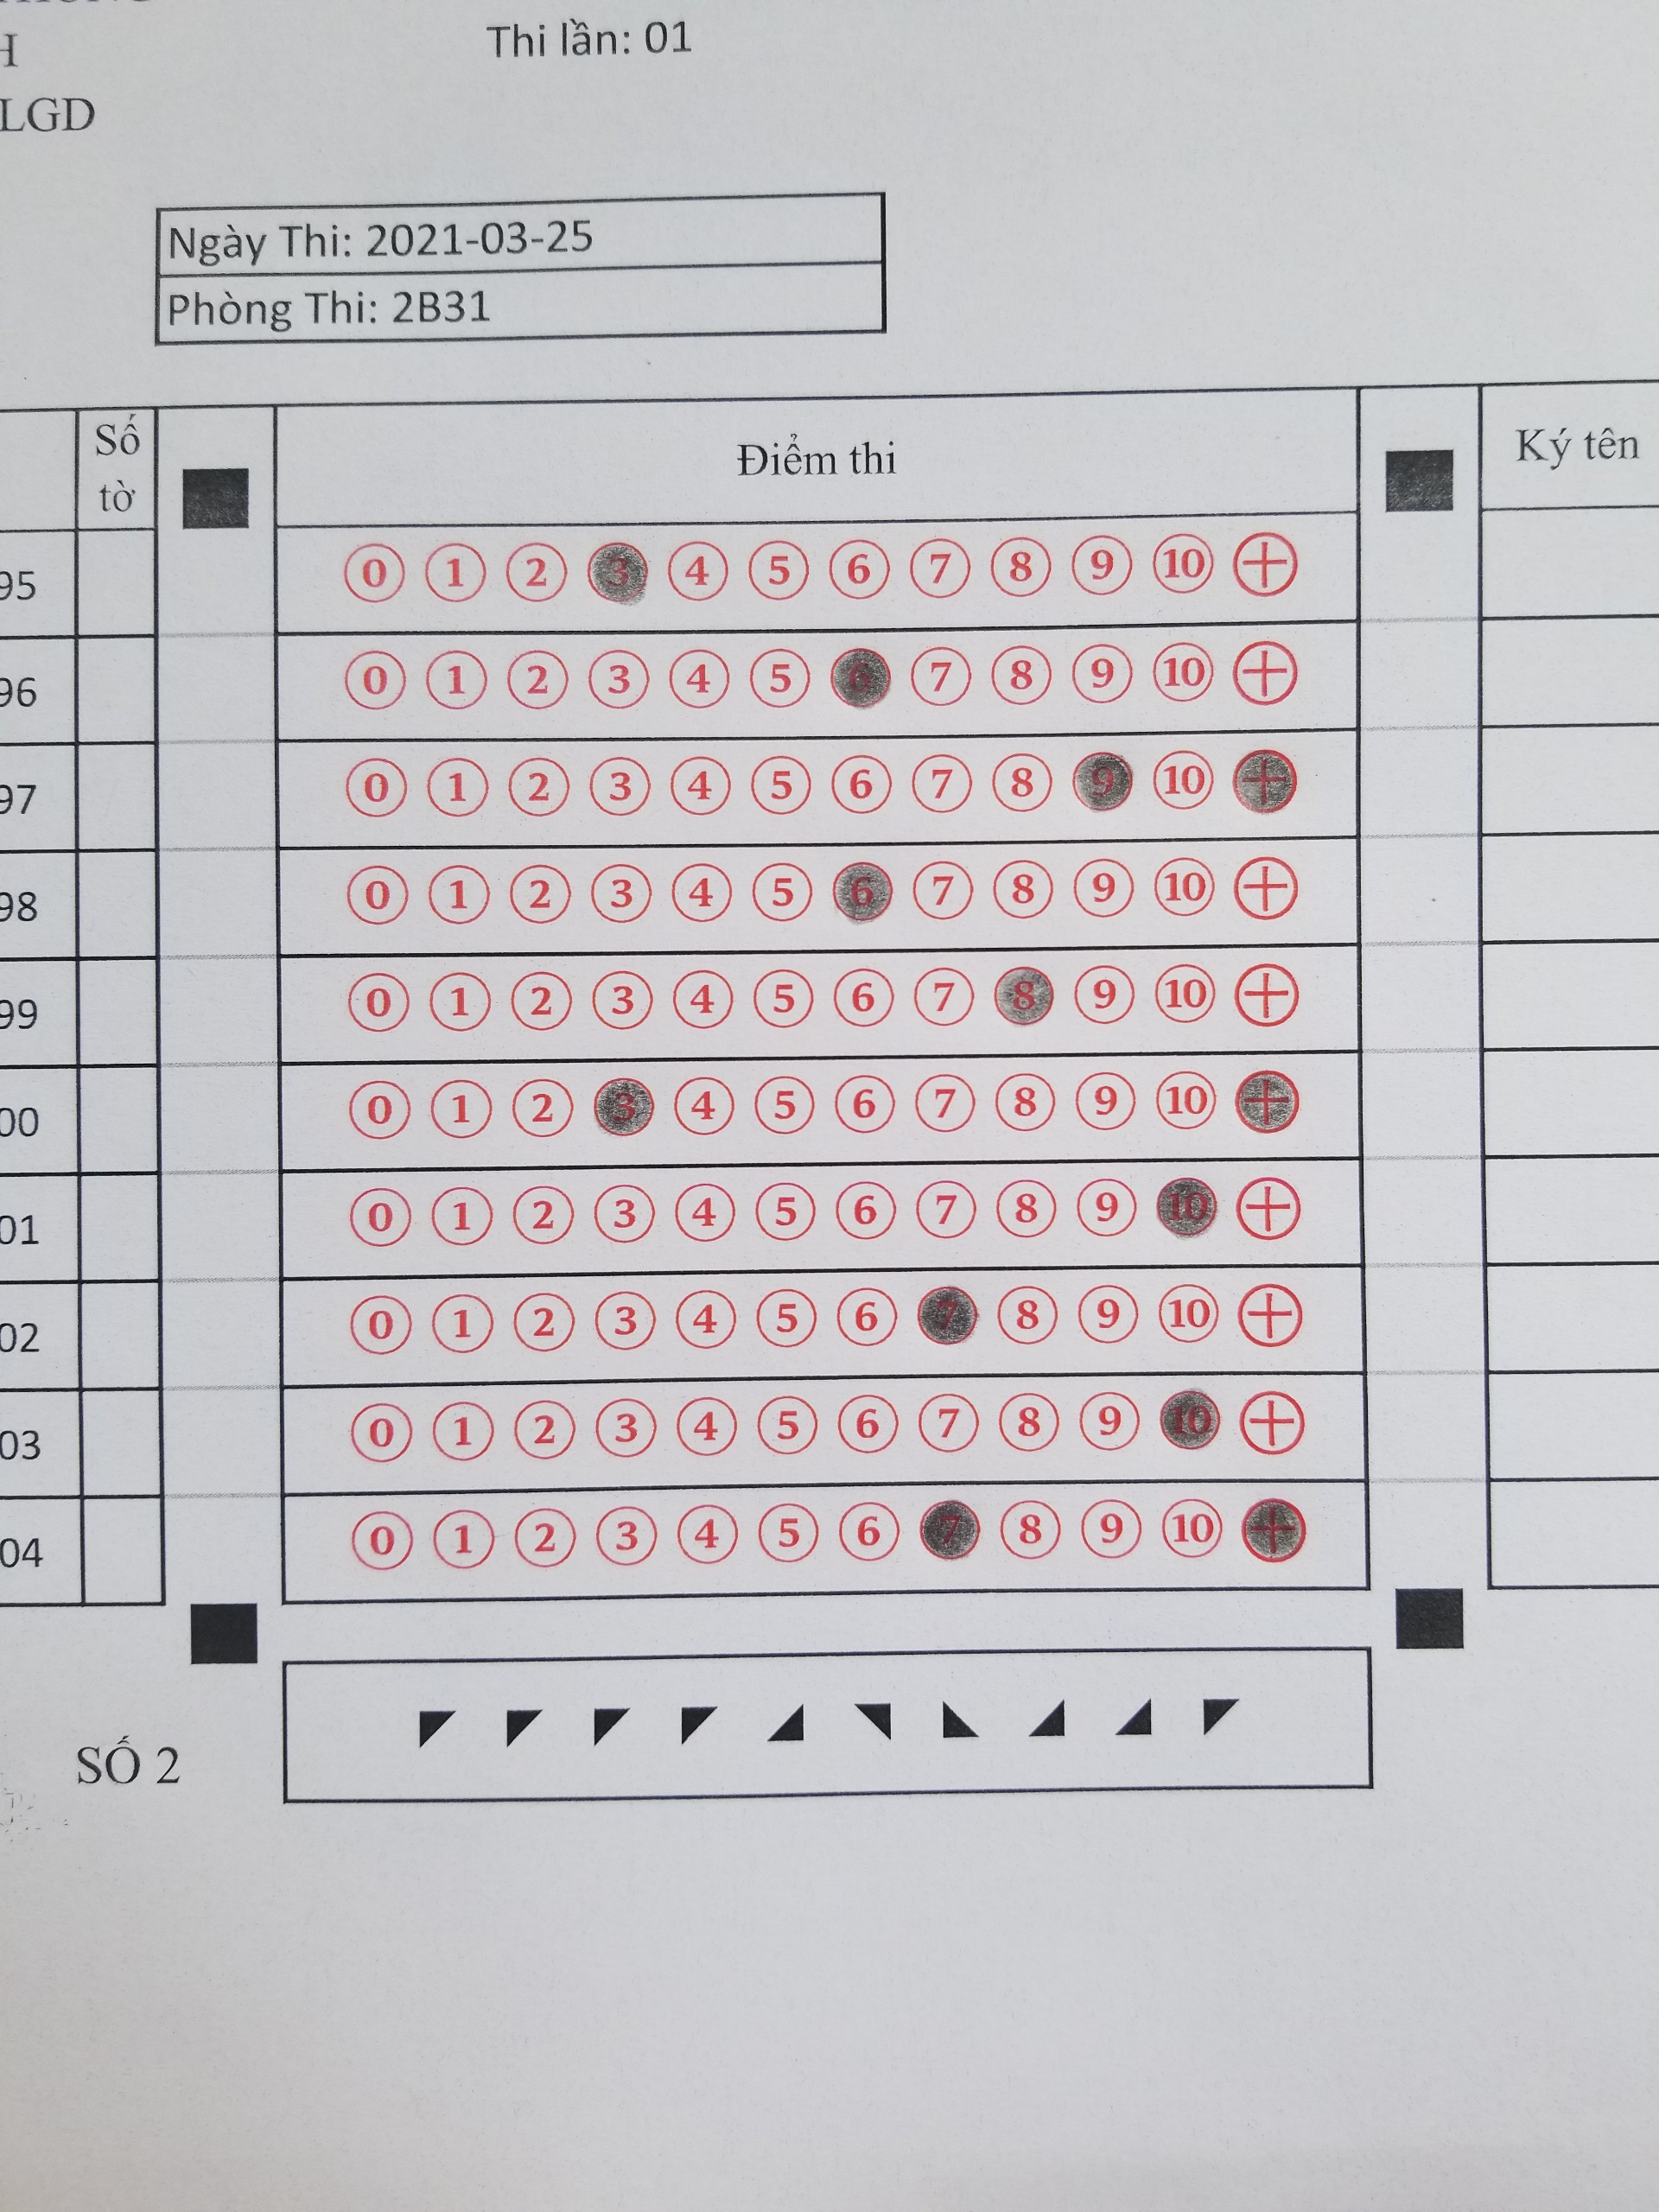 H
Thi lần: 01
LGD
Ngày Thi: 2021-03-25
Phòng Thi: 2B31
Số tờ
Điểm thi
Ký tên
95 0 1 2 3 4 5 6 7 8 9 10 +
96 0 1 2 3 4 5 6 7 8 9 10 +
97 0 1 2 3 4 5 6 7 8 9 10 +
98 0 1 2 3 4 5 6 7 8 9 10 +
99 0 1 2 3 4 5 6 7 8 9 10 +
00 0 1 2 3 4 5 6 7 8 9 10 +
01 0 1 2 3 4 5 6 7 8 9 10 +
02 0 1 2 3 4 5 6 7 8 9 10 +
03 0 1 2 3 4 5 6 7 8 9 10 +
04 0 1 2 3 4 5 6 7 8 9 10 +
SỐ 2